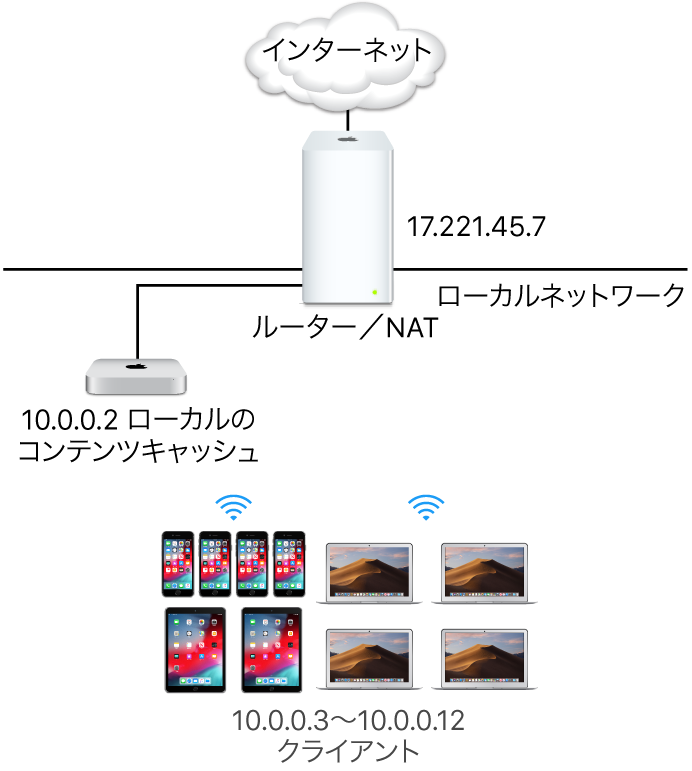 インターネット
17.221.45.7
ローカルネットワーク
ルーター／NAT
10.0.0.2 ローカルの
コンテンツキャッシュ
10.0.0.3～10.0.0.12
クライアント